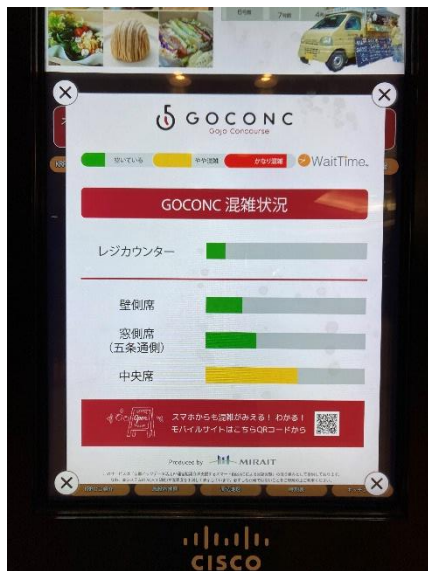 GOCONC
Gojo Concourse
空いている
やや混雑
かなり混雑
WaitTime
GOCONC 混雑状況
レジカウンター
壁側席
窓側席
(五条通側)
中央席
Open
スマホからも混雑がみえる! わかる!
モバイルサイトはこちらQRコードから
Produced by MIRAIT
CISCO